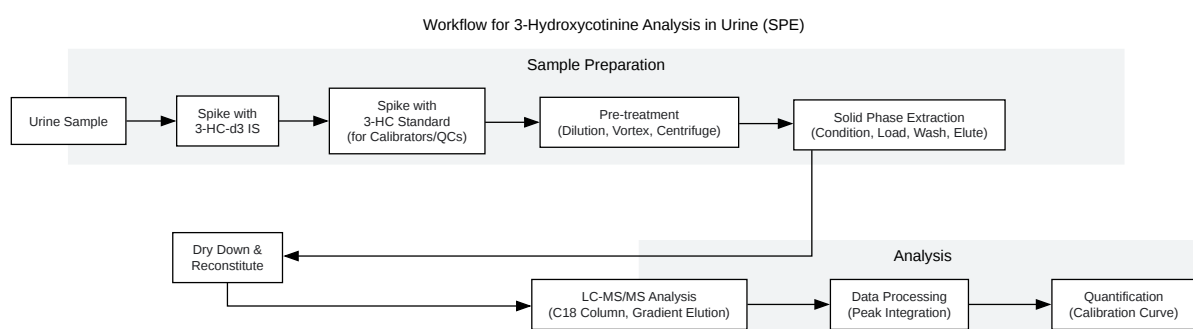 Workflow for 3-Hydroxycotinine Analysis in Urine (SPE)
Sample Preparation
Urine Sample
Spike with
3-HC-d3 IS
Spike with
3-HC Standard
(for Calibrators/QCs)
Pre-treatment
(Dilution, Vortex, Centrifuge)
Solid Phase Extraction
(Condition, Load, Wash, Elute)
Dry Down &
Reconstitute
Analysis
LC-MS/MS Analysis
(C18 Column, Gradient Elution)
Data Processing
(Peak Integration)
Quantification
(Calibration Curve)